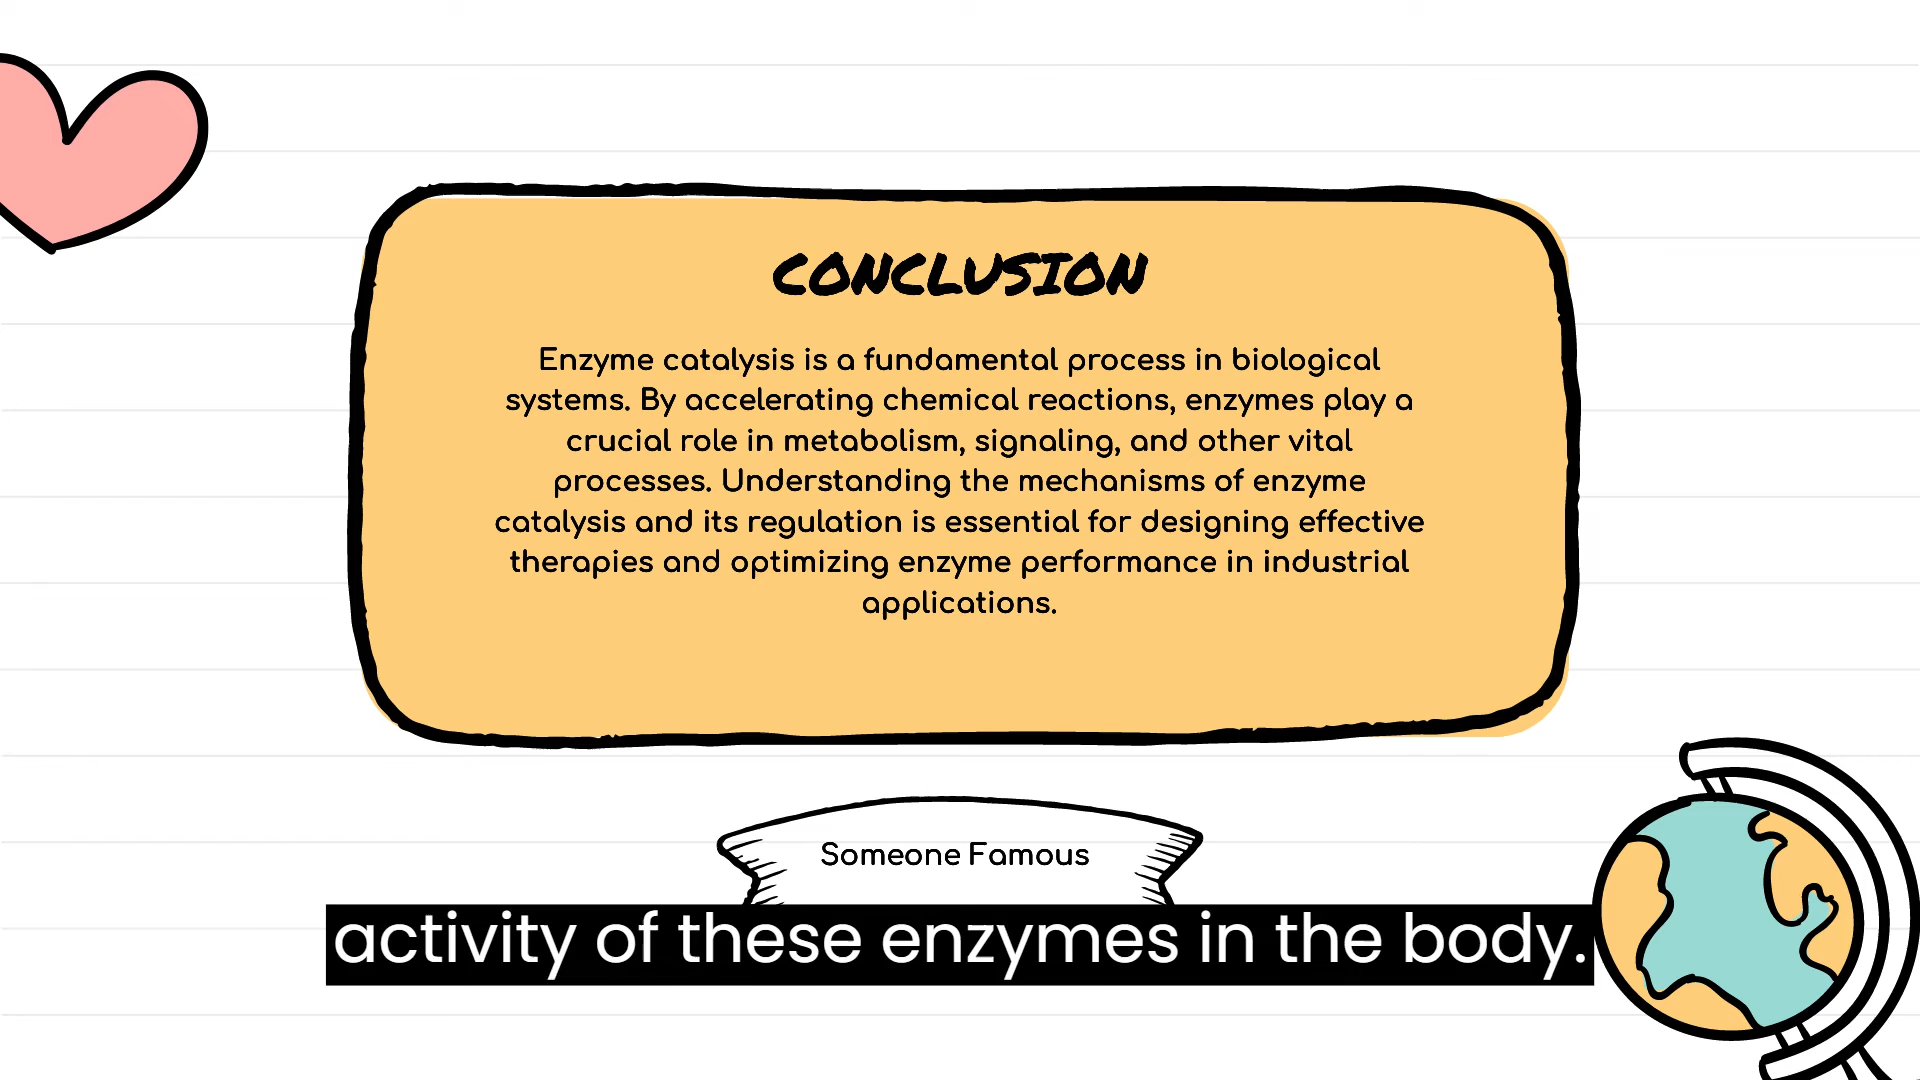 CONCLUSION
Enzyme catalysis is a fundamental process in biological
systems. By accelerating chemical reactions, enzymes play a
crucial role in metabolism, signaling, and other vital
processes. Understanding the mechanisms of enzyme
catalysis and its regulation is essential for designing effective
therapies and optimizing enzyme performance in industrial
applications.
Someone Famous
activity of these enzymes in the body.